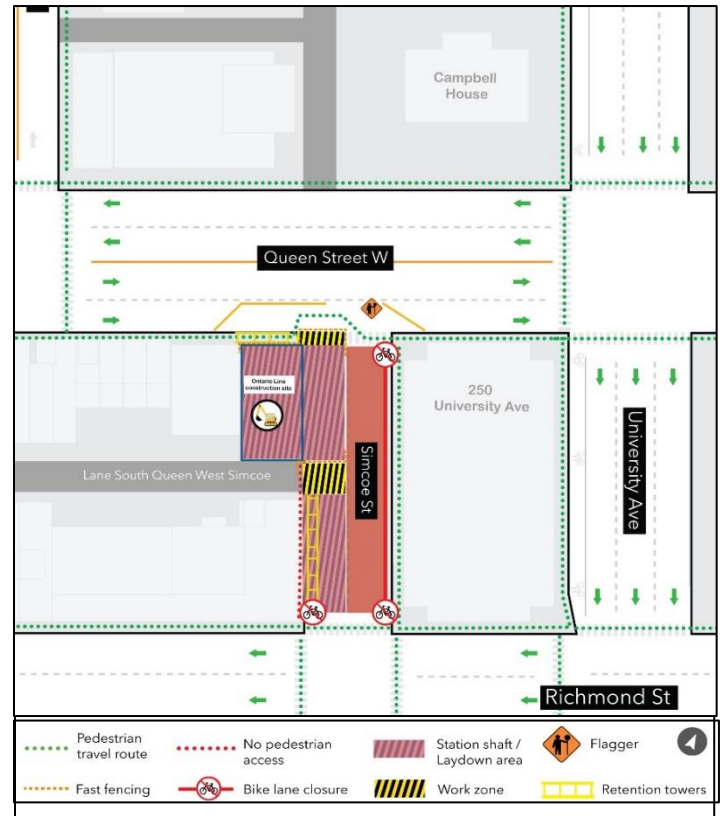 Campbell
House
Queen Street W
Ontario Line
construction site
250
University Ave
Simcoe St
University Ave
Lane South Queen West Simcoe
Richmond St
Pedestrian
travel route
No pedestrian
access
Station shaft /
Laydown area
Flagger
Fast fencing
Bike lane closure
Work zone
Retention towers